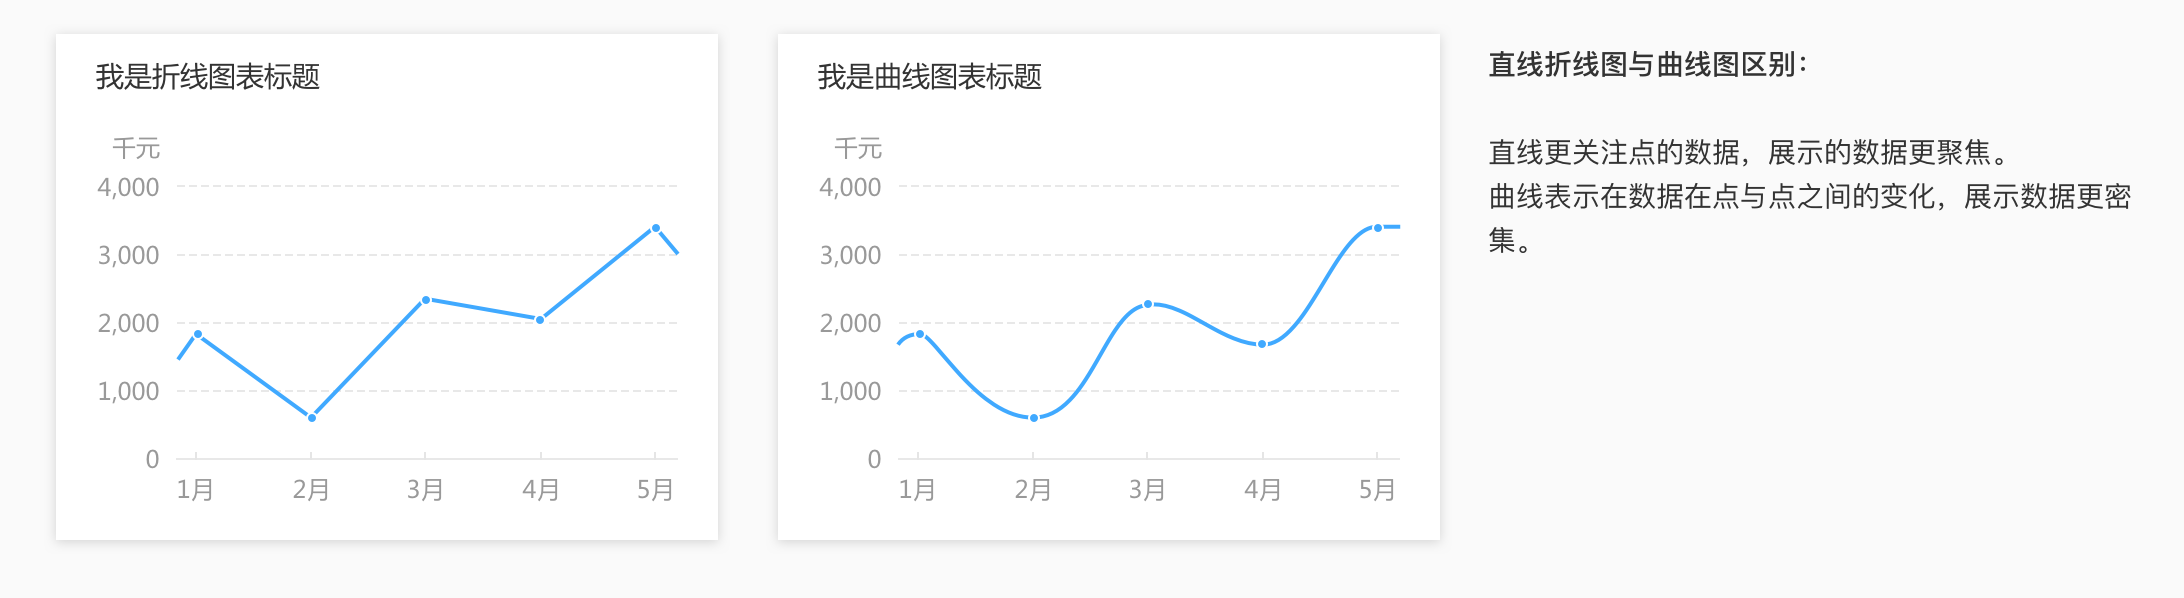 我是折线图表标题
千元
4,000
3,000
2,000
1,000
0
1月 2月 3月 4月 5月
我是曲线图表标题
千元
4,000
3,000
2,000
1,000
0
1月 2月 3月 4月 5月
直线折线图与曲线图区别：
直线更关注点的数据，展示的数据更聚焦。
曲线表示在数据在点与点之间的变化，展示数据更密
集。